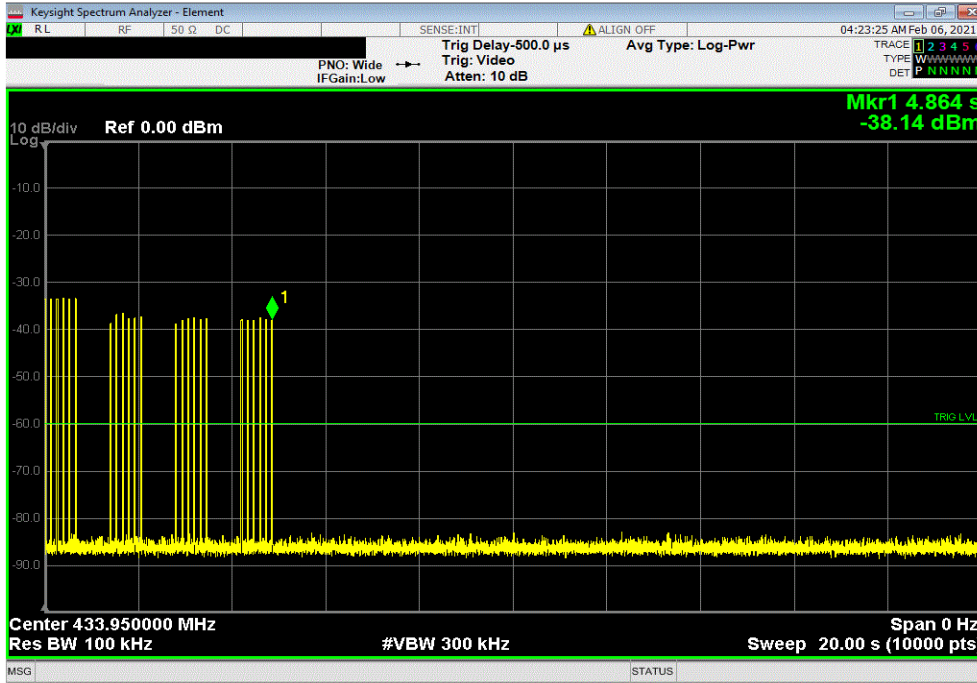 Keysight Spectrum Analyzer - Element
LXI RL RF 50 Ω DC SENSE:INT ALIGN OFF 04:23:25 AM Feb 06, 2021
Trig Delay-500.0 µs Avg Type: Log-Pwr TRACE 1 2 3 4 5
PNO: Wide Trig: Video TYPE WWWWWW
IFGain:Low Atten: 10 dB DET P N N N N
Mkr1 4.864 s
-38.14 dBm
10 dB/div Ref 0.00 dBm
Log
1
-10.0
-20.0
-30.0
-40.0
-50.0
-60.0
TRIG LVL
-70.0
-80.0
-90.0
Center 433.950000 MHz Span 0 Hz
Res BW 100 kHz #VBW 300 kHz Sweep 20.00 s (10000 pts
MSG STATUS